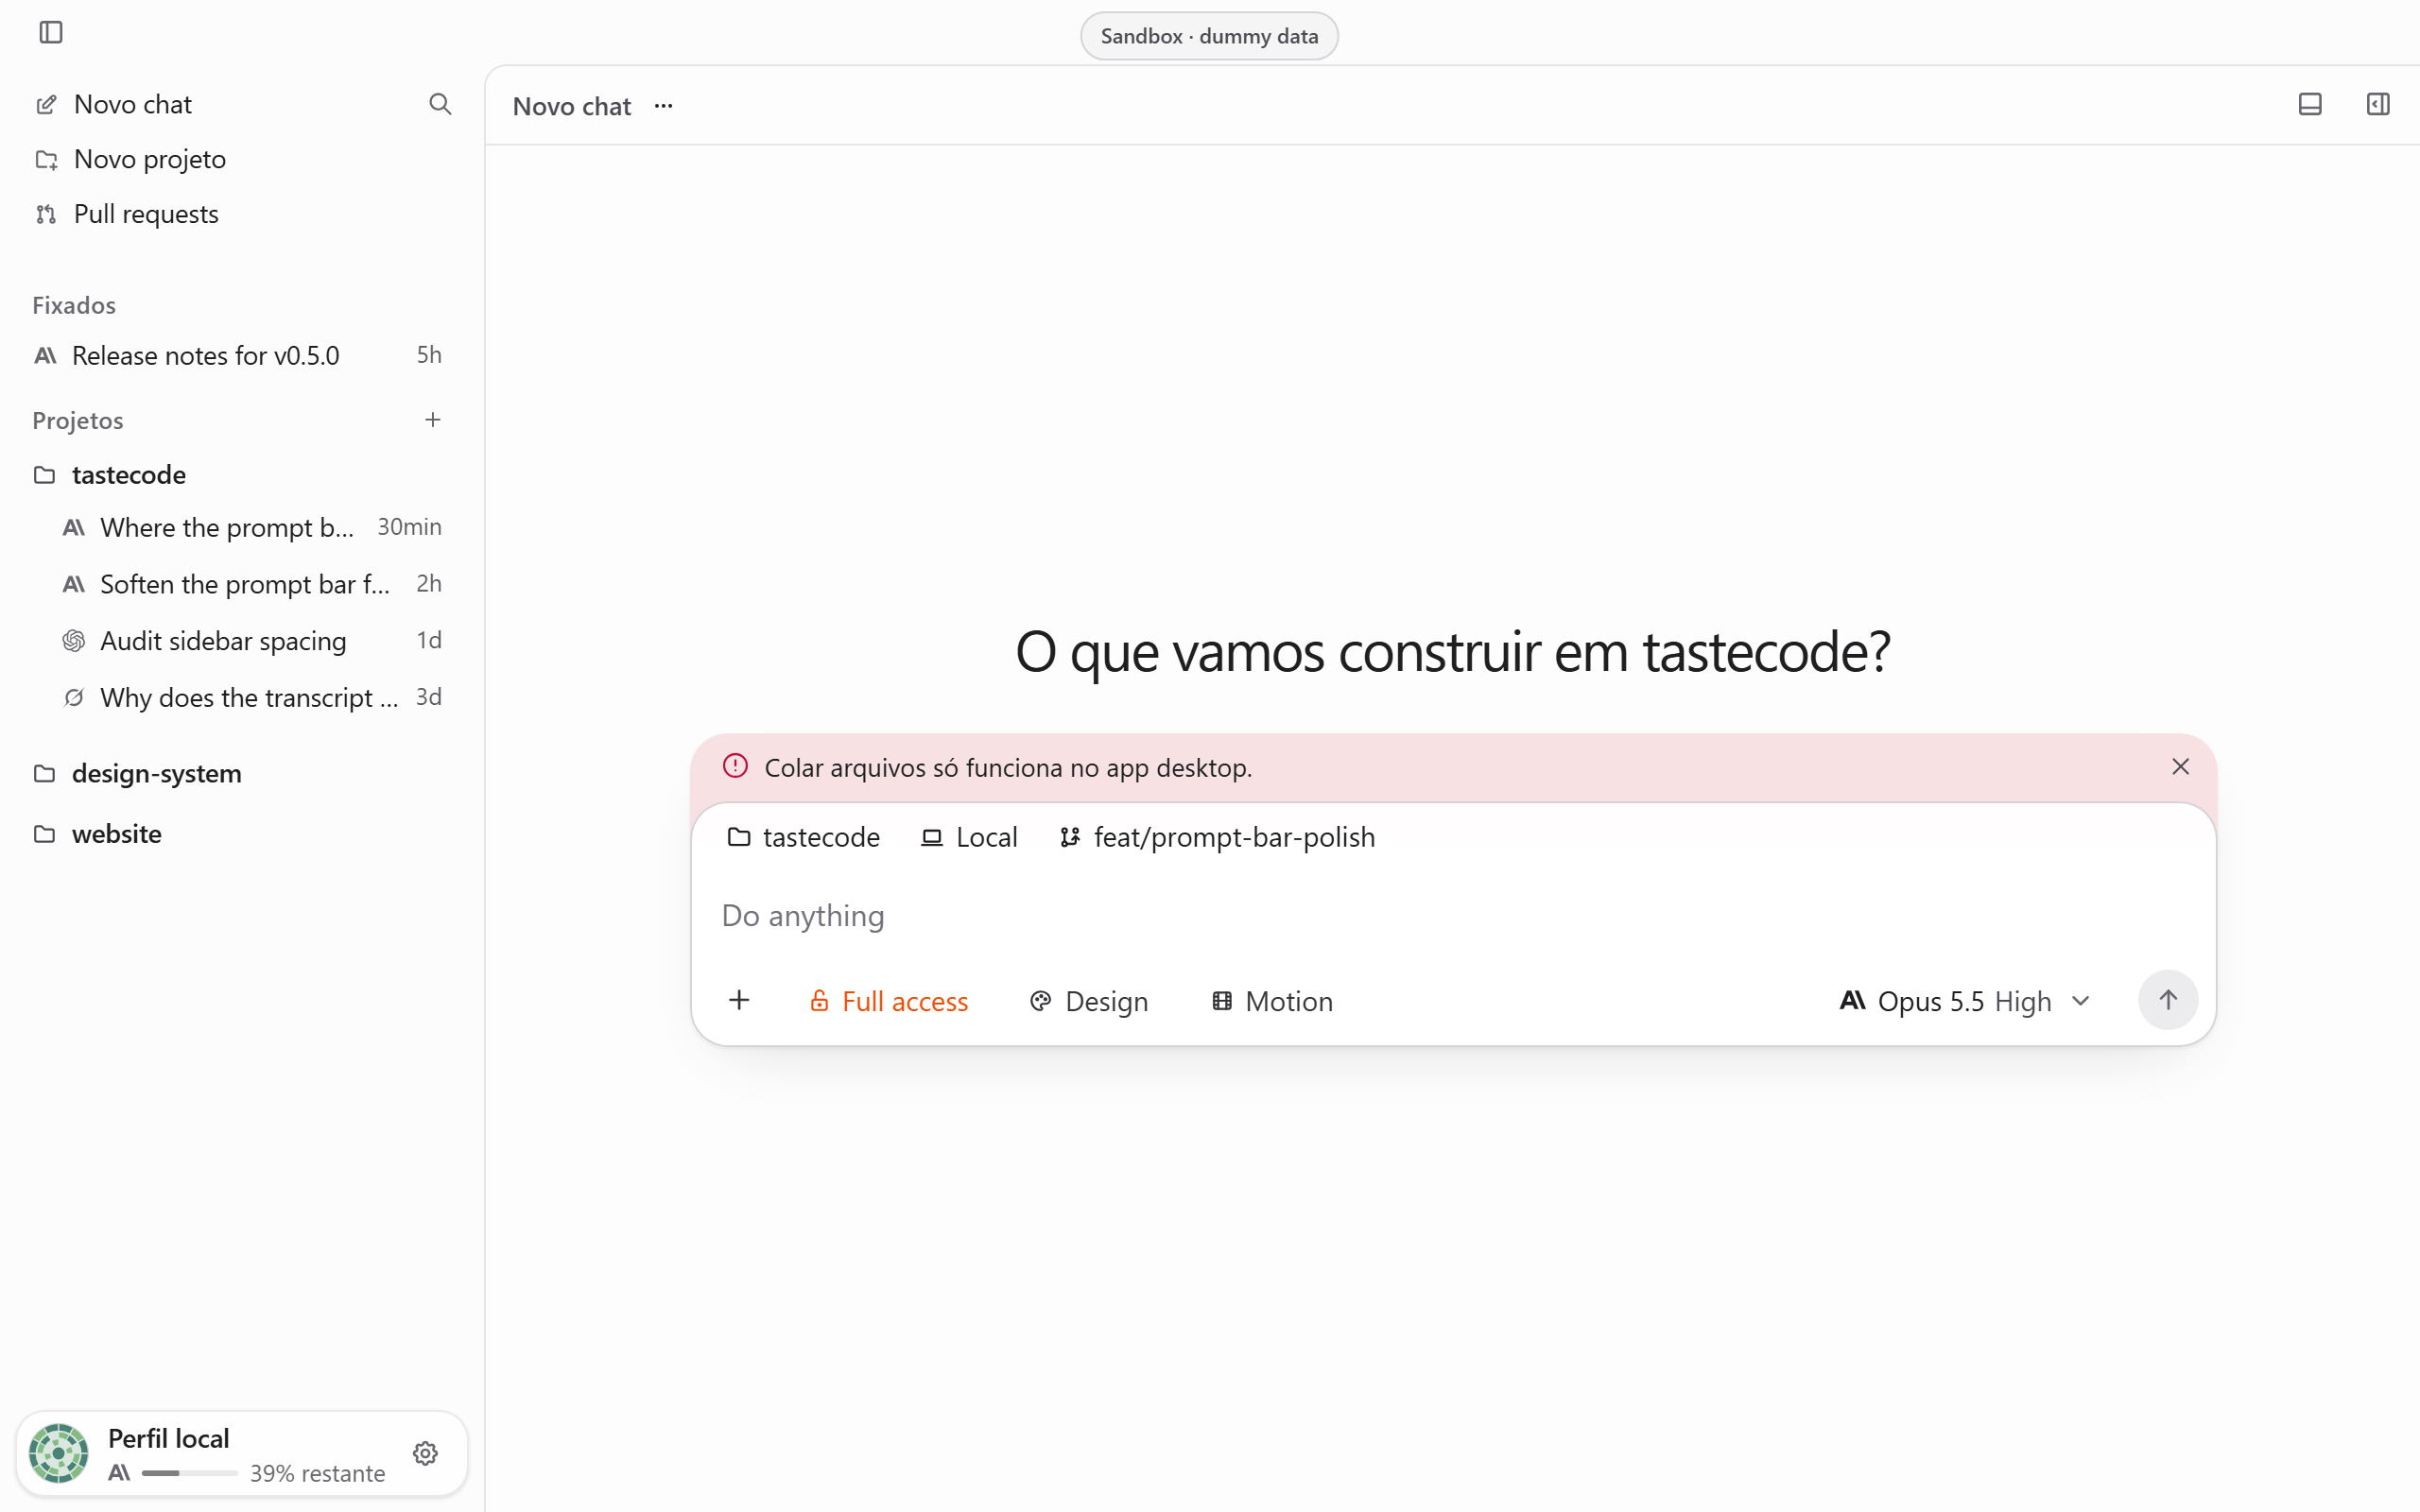 Sandbox · dummy data
Novo chat
Novo projeto
Pull requests
Fixados
Release notes for v0.5.0 5h
Projetos
tastecode
Where the prompt b... 30min
Soften the prompt bar f... 2h
Audit sidebar spacing 1d
Why does the transcript ... 3d
design-system
website
Perfil local
39% restante
Novo chat
O que vamos construir em tastecode?
Colar arquivos só funciona no app desktop.
tastecode Local feat/prompt-bar-polish
Do anything
Full access Design Motion Opus 5.5 High